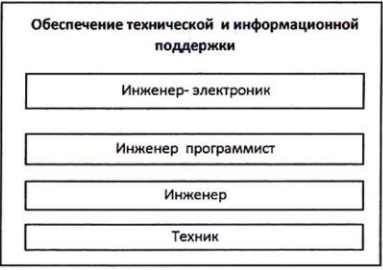 Обеспечение технической и информационной
поддержки
Инженер- электроник
Инженер программист
Инженер
Техник